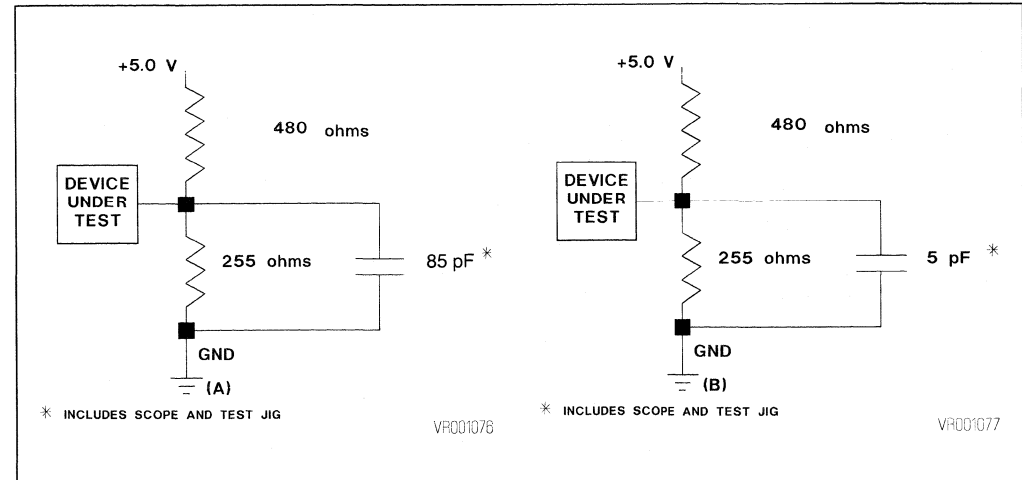 +5.0 V
480 ohms
DEVICE
UNDER
TEST
255 ohms
85 pF *
GND
(A)
* INCLUDES SCOPE AND TEST JIG
VR001076
+5.0 V
480 ohms
DEVICE
UNDER
TEST
255 ohms
5 pF *
GND
(B)
* INCLUDES SCOPE AND TEST JIG
VR001077